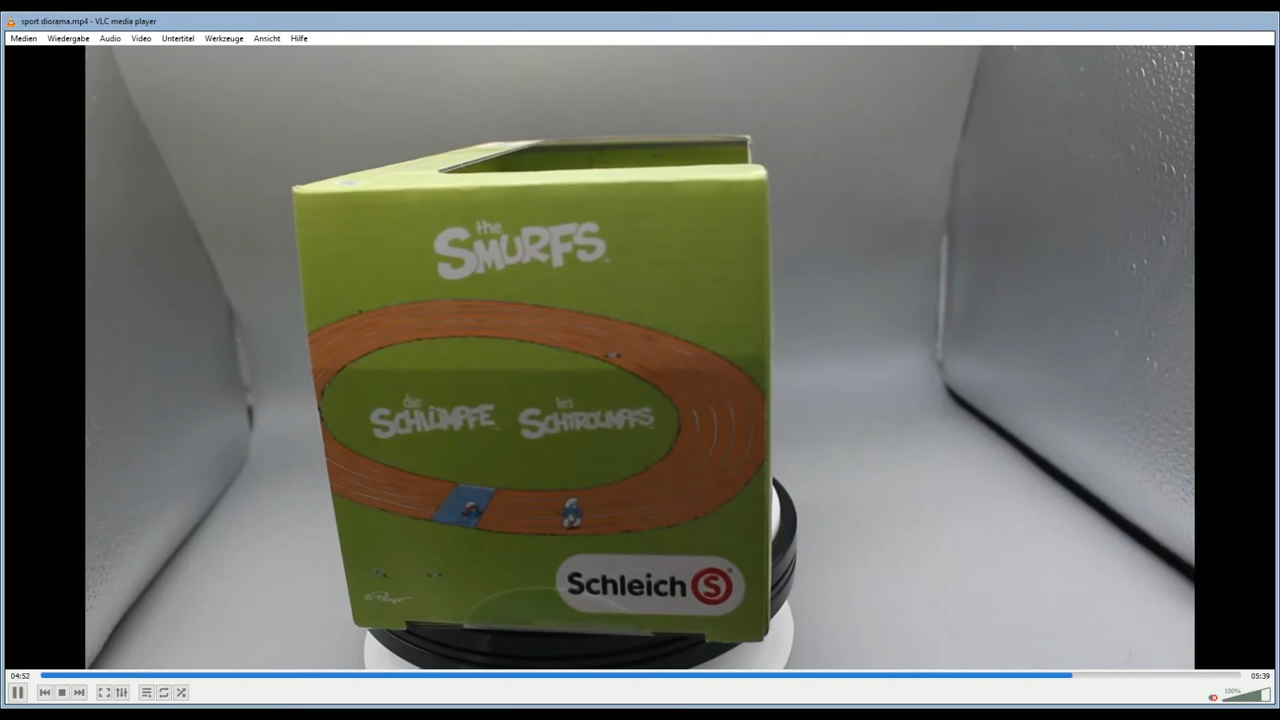 sport diorama.mp4 - VLC media player
Medien Wiedergabe Audio Video Untertitel Werkzeuge Ansicht Hilfe
the
SMURFS
die
SCHLÜMPFE
les
SCHTROUMPFS
Schleich S
© Peyo
04:52
05:39
100%